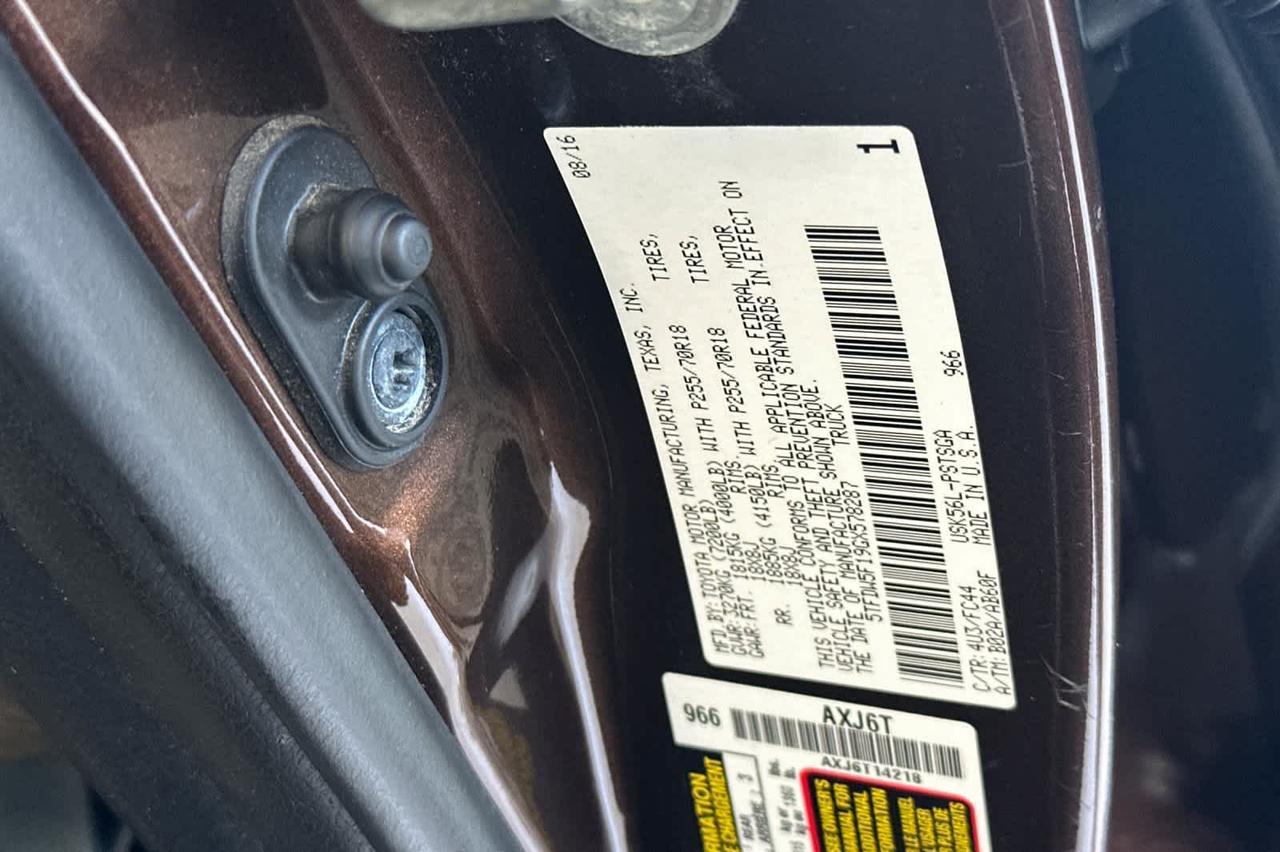 08/16
MFD.BY: TOYOTA MOTOR MANUFACTURING, TEXAS, INC.
GVWR: 3270KG (7200LB)
GAWR: FRT. 1815KG (4000LB) WITH P255/70R18 TIRES,
18X8J RIMS
RR. 1885KG (4150LB) WITH P255/70R18 TIRES,
18X8J RIMS
THIS VEHICLE CONFORMS TO ALL APPLICABLE FEDERAL MOTOR
VEHICLE SAFETY AND THEFT PREVENTION STANDARDS IN EFFECT ON
THE DATE OF MANUFACTURE SHOWN ABOVE.
5TFDW5F19GX578287 TRUCK
1
C/TR: 4U3/FC44 USK56L-PSTSGA 966
A/TM: B02A/AB60F MADE IN U.S.A.
966
AXJ6T
AXJ6T14218
REAR 3
ARRIERE